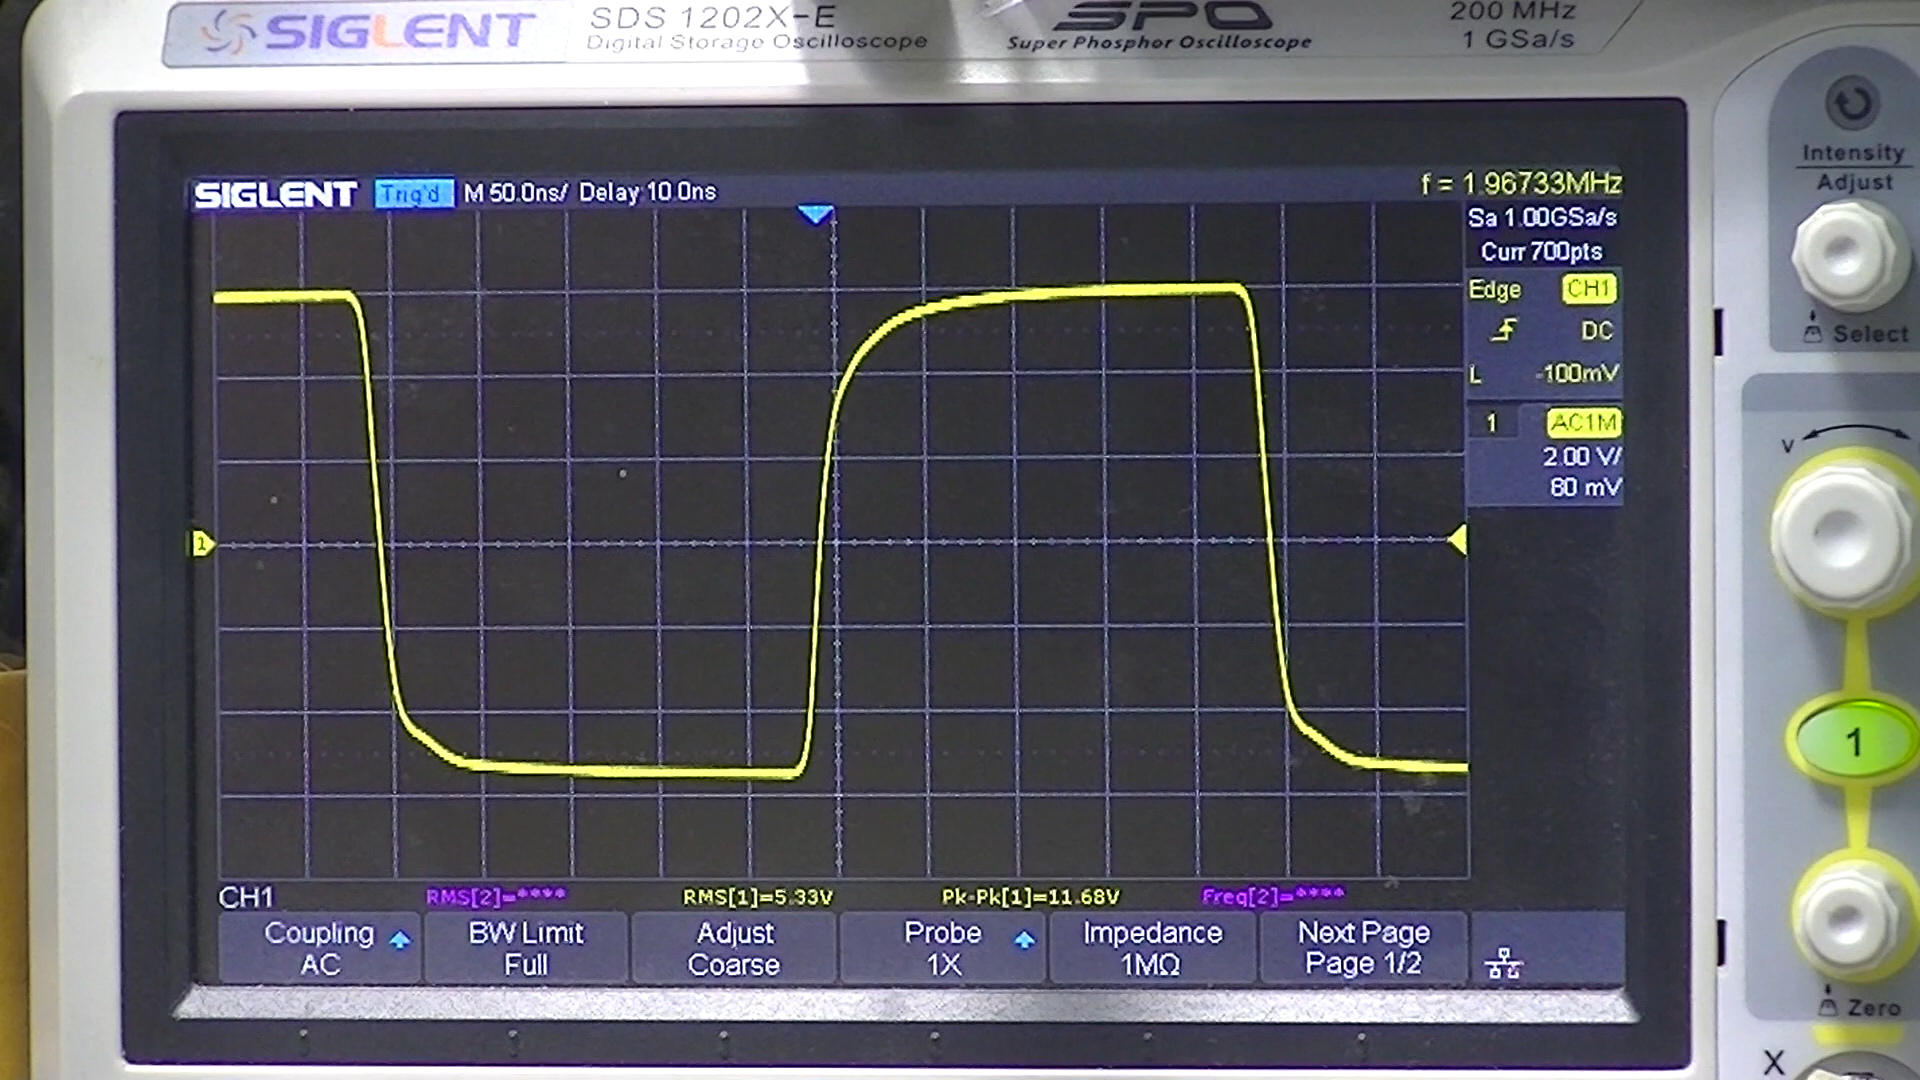 SIGLENT
SDS 1202X-E
Digital Storage Oscilloscope
SPO
Super Phosphor Oscilloscope
200 MHz
1 GSa/s
Intensity
Adjust
Select
SIGLENT Trig'd M 50.0ns/ Delay 10.0ns
f = 1.96733MHz
Sa 1.00GSa/s
Curr 700pts
Edge CH1
DC
L -100mV
1 AC1M
2.00 V/
80 mV
1
V
1
Zero
X
CH1 RMS[2]=**** RMS[1]=5.33V Pk-Pk[1]=11.68V Freq[2]=****
Coupling
AC
BW Limit
Full
Adjust
Coarse
Probe
1X
Impedance
1MΩ
Next Page
Page 1/2